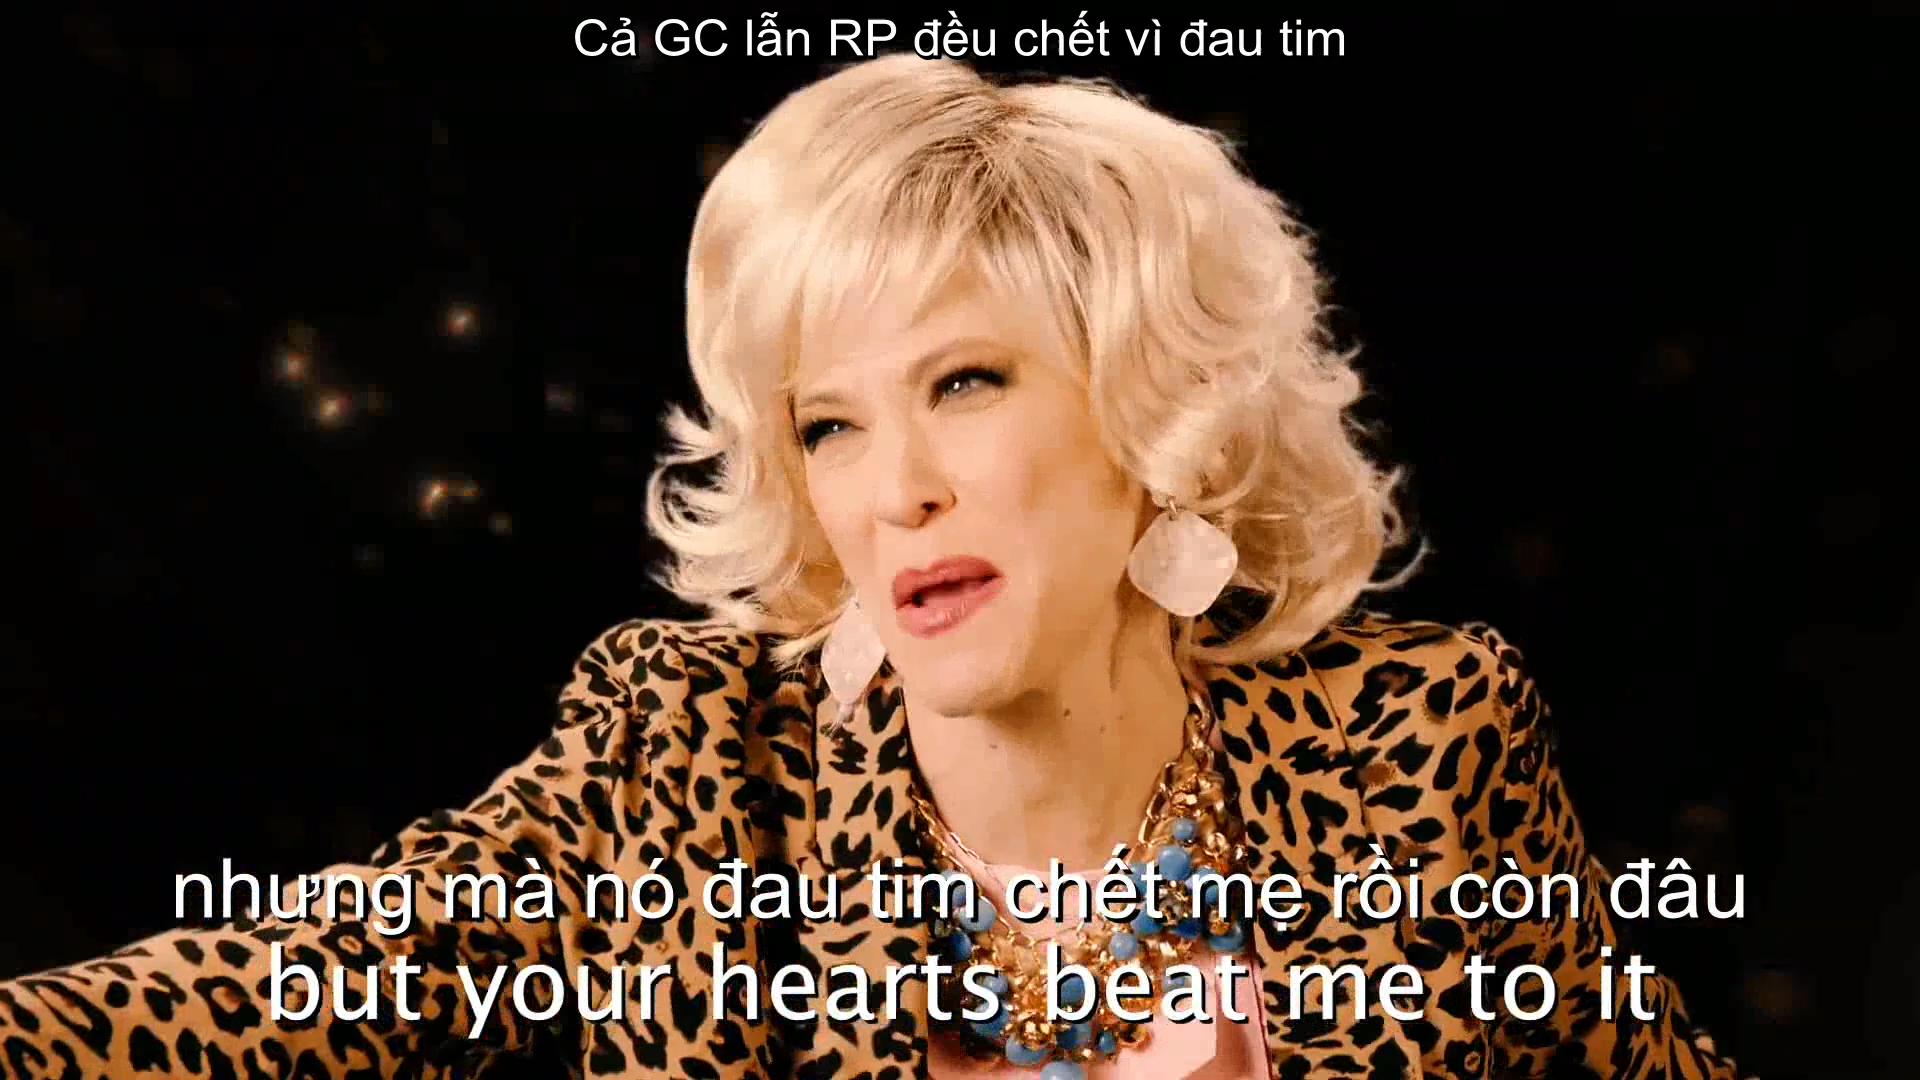 Cả GC lẫn RP đều chết vì đau tim
nhưng mà nó đau tim chết mẹ rồi còn đâu
but your hearts beat me to it